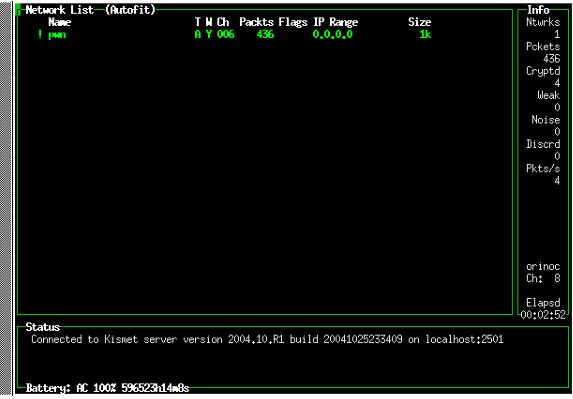 Network List (Autofit)
Name T W Ch Packts Flags IP Range Size
! pwn A Y 006 436 0.0.0.0 1k
Info
Ntwrks
1
Pckets
436
Cryptd
4
Weak
0
Noise
0
Discrd
0
Pkts/s
4
orinoc
Ch: 8
Elapsd
00:02:52
Status
Connected to Kismet server version 2004.10.R1 build 20041025233409 on localhost:2501
Battery: AC 100% 596523h14m8s